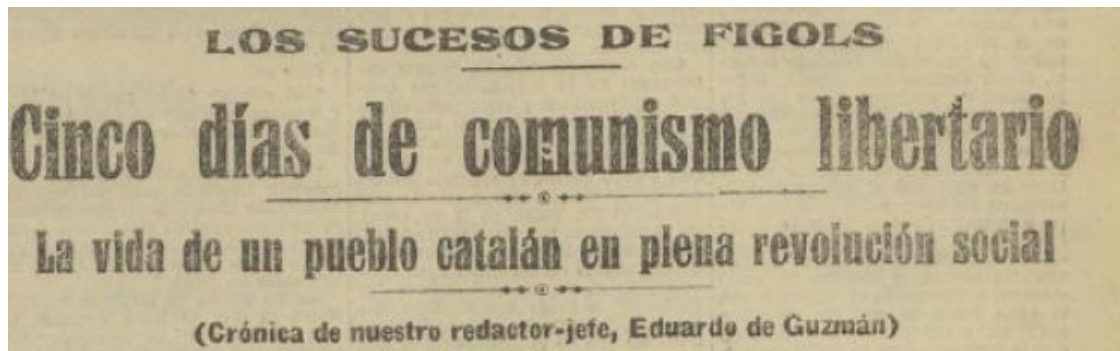 LOS SUCESOS DE FIGOLS
Cinco días de comunismo libertario
La vida de un pueblo catalán en plena revolución social
(Crónica de nuestro redactor-jefe, Eduardo de Guzmán)